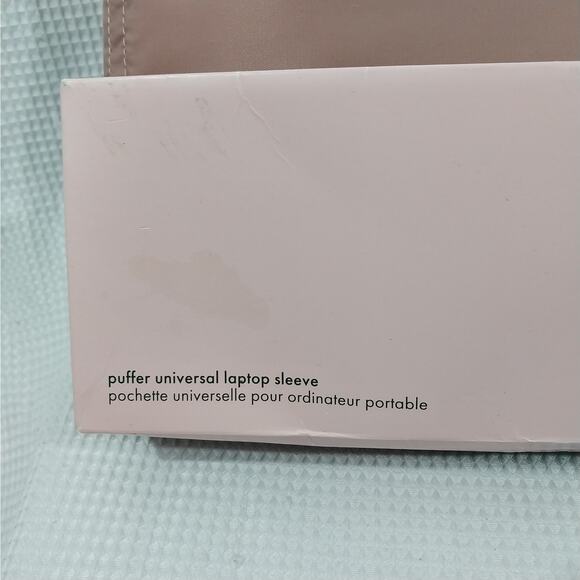 puffer universal laptop sleeve
pochette universelle pour ordinateur portable